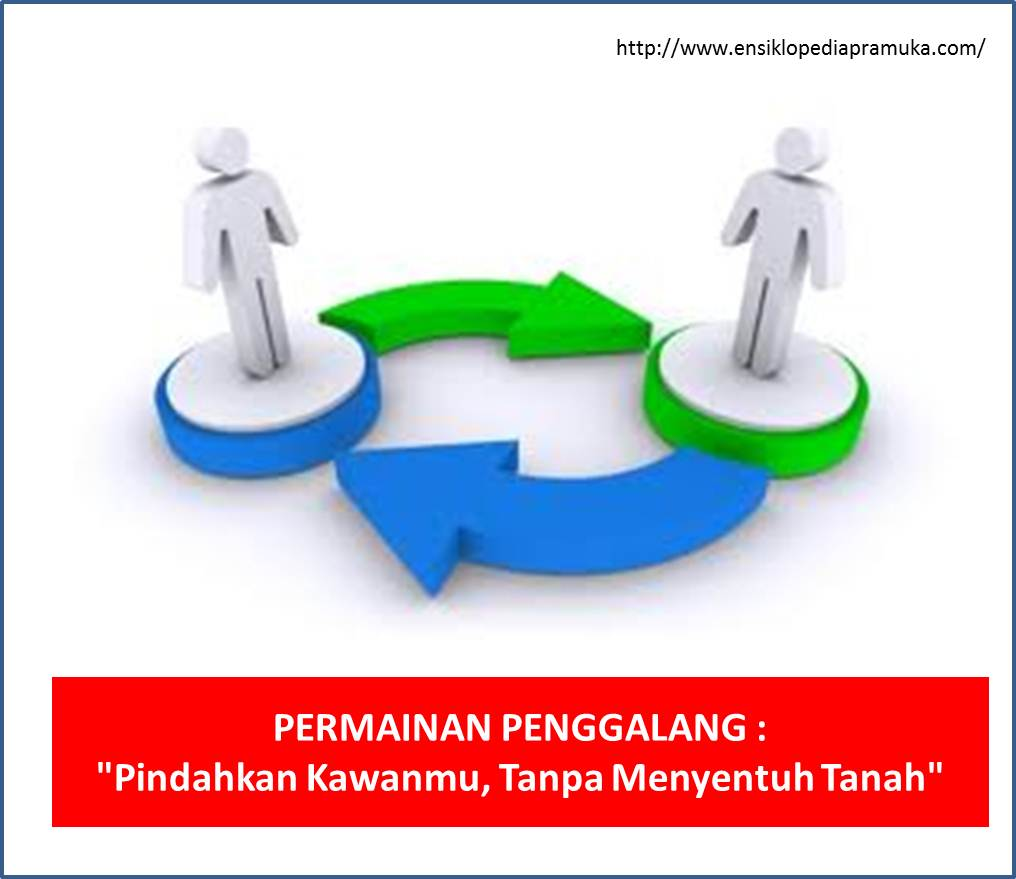 http://www.ensiklopediapramuka.com/
PERMAINAN PENGGALANG :
"Pindahkan Kawanmu, Tanpa Menyentuh Tanah"